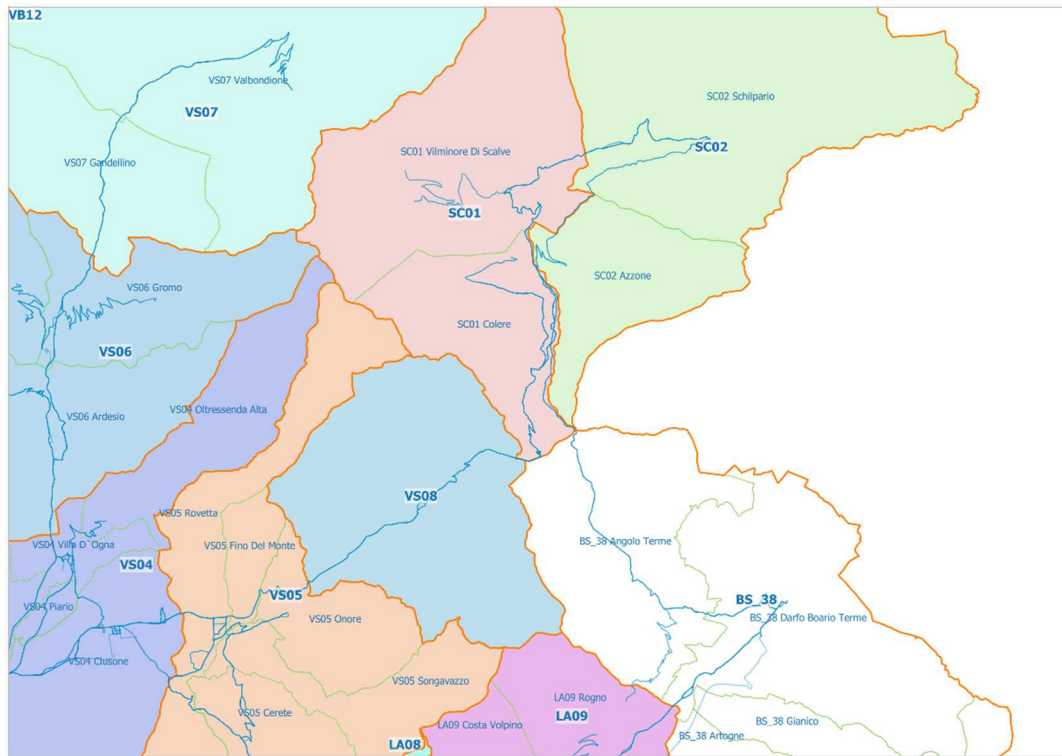 VB12
VS07 Valbondione
SC02 Schilpario
VS07
SC02
SC01 Vilminore Di Scalve
VS07 Gandellino
SC01
SC02 Azzone
VS06 Gromo
SC01 Colere
VS06
VS04 Oltressenda Alta
VS06 Ardesio
VS08
VS05 Rovetta
BS_38 Angolo Terme
VS04 Villa D`Ogna
VS05 Fino Del Monte
VS04
VS05
BS_38
VS04 Piario
VS05 Onore
BS_38 Darfo Boario Terme
VS04 Clusone
VS05 Songavazzo
LA09 Rogno
VS05 Cerete
LA09 Costa Volpino
LA09
BS_38 Gianico
BS_38 Artogne
LA08